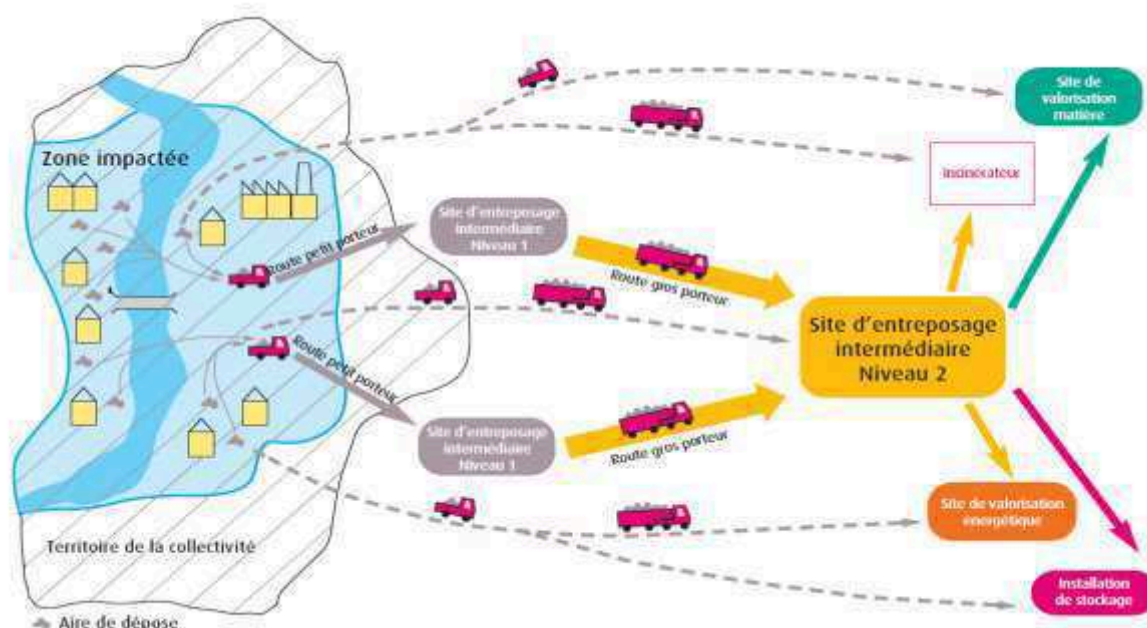 Zone impactée
Route petit porteur
Site d'entreposage
intermédiaire
Niveau 1
Route gros porteur
Site de
valorisation
matière
Incinérateur
Route petit porteur
Site d'entreposage
intermédiaire
Niveau 1
Route gros porteur
Site d'entreposage
intermédiaire
Niveau 2
Site de valorisation
énergétique
Installation
de stockage
Territoire de la collectivité
Aire de dépose